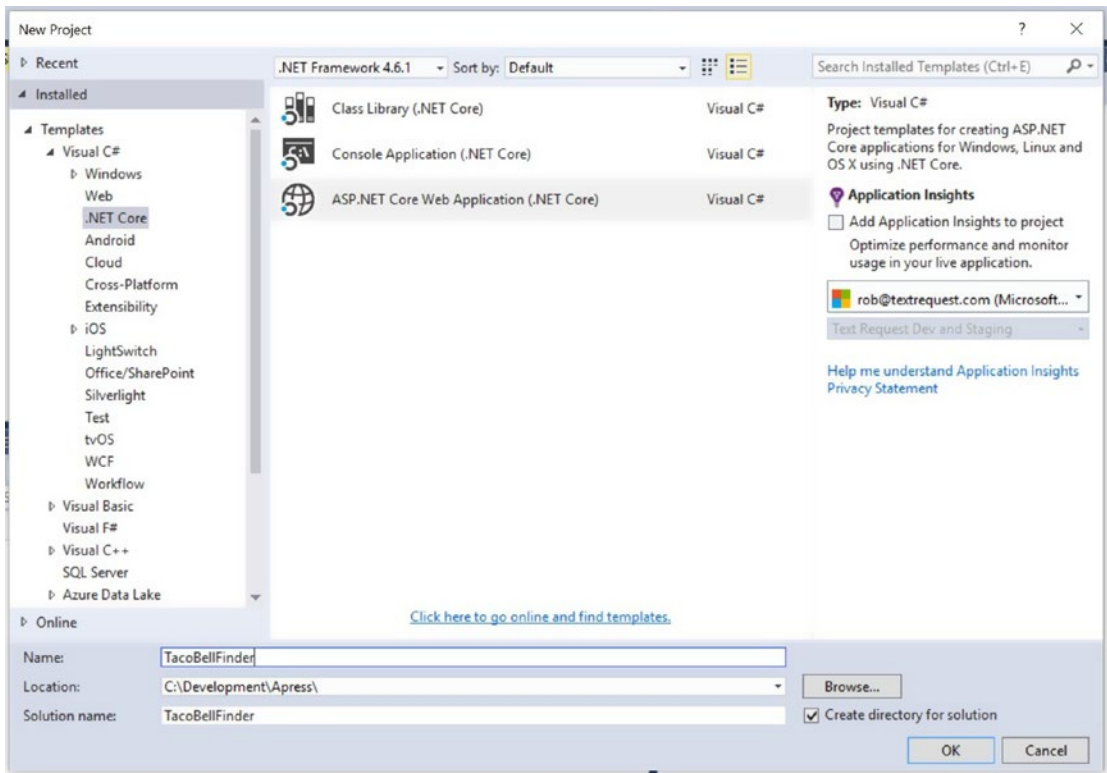 New Project
?
Recent
Installed
Templates
Visual C#
Windows
Web
.NET Core
Android
Cloud
Cross-Platform
Extensibility
iOS
LightSwitch
Office/SharePoint
Silverlight
Test
tvOS
WCF
Workflow
Visual Basic
Visual F#
Visual C++
SQL Server
Azure Data Lake
Online
.NET Framework 4.6.1
Sort by: Default
Class Library (.NET Core) Visual C#
Console Application (.NET Core) Visual C#
ASP.NET Core Web Application (.NET Core) Visual C#
Click here to go online and find templates.
Search Installed Templates (Ctrl+E)
Type: Visual C#
Project templates for creating ASP.NET
Core applications for Windows, Linux and
OS X using .NET Core.
Application Insights
Add Application Insights to project
Optimize performance and monitor
usage in your live application.
rob@textrequest.com (Microsoft...
Text Request Dev and Staging
Help me understand Application Insights
Privacy Statement
Name: TacoBellFinder
Location: C:\Development\Apress\
Browse...
Solution name: TacoBellFinder
Create directory for solution
OK Cancel